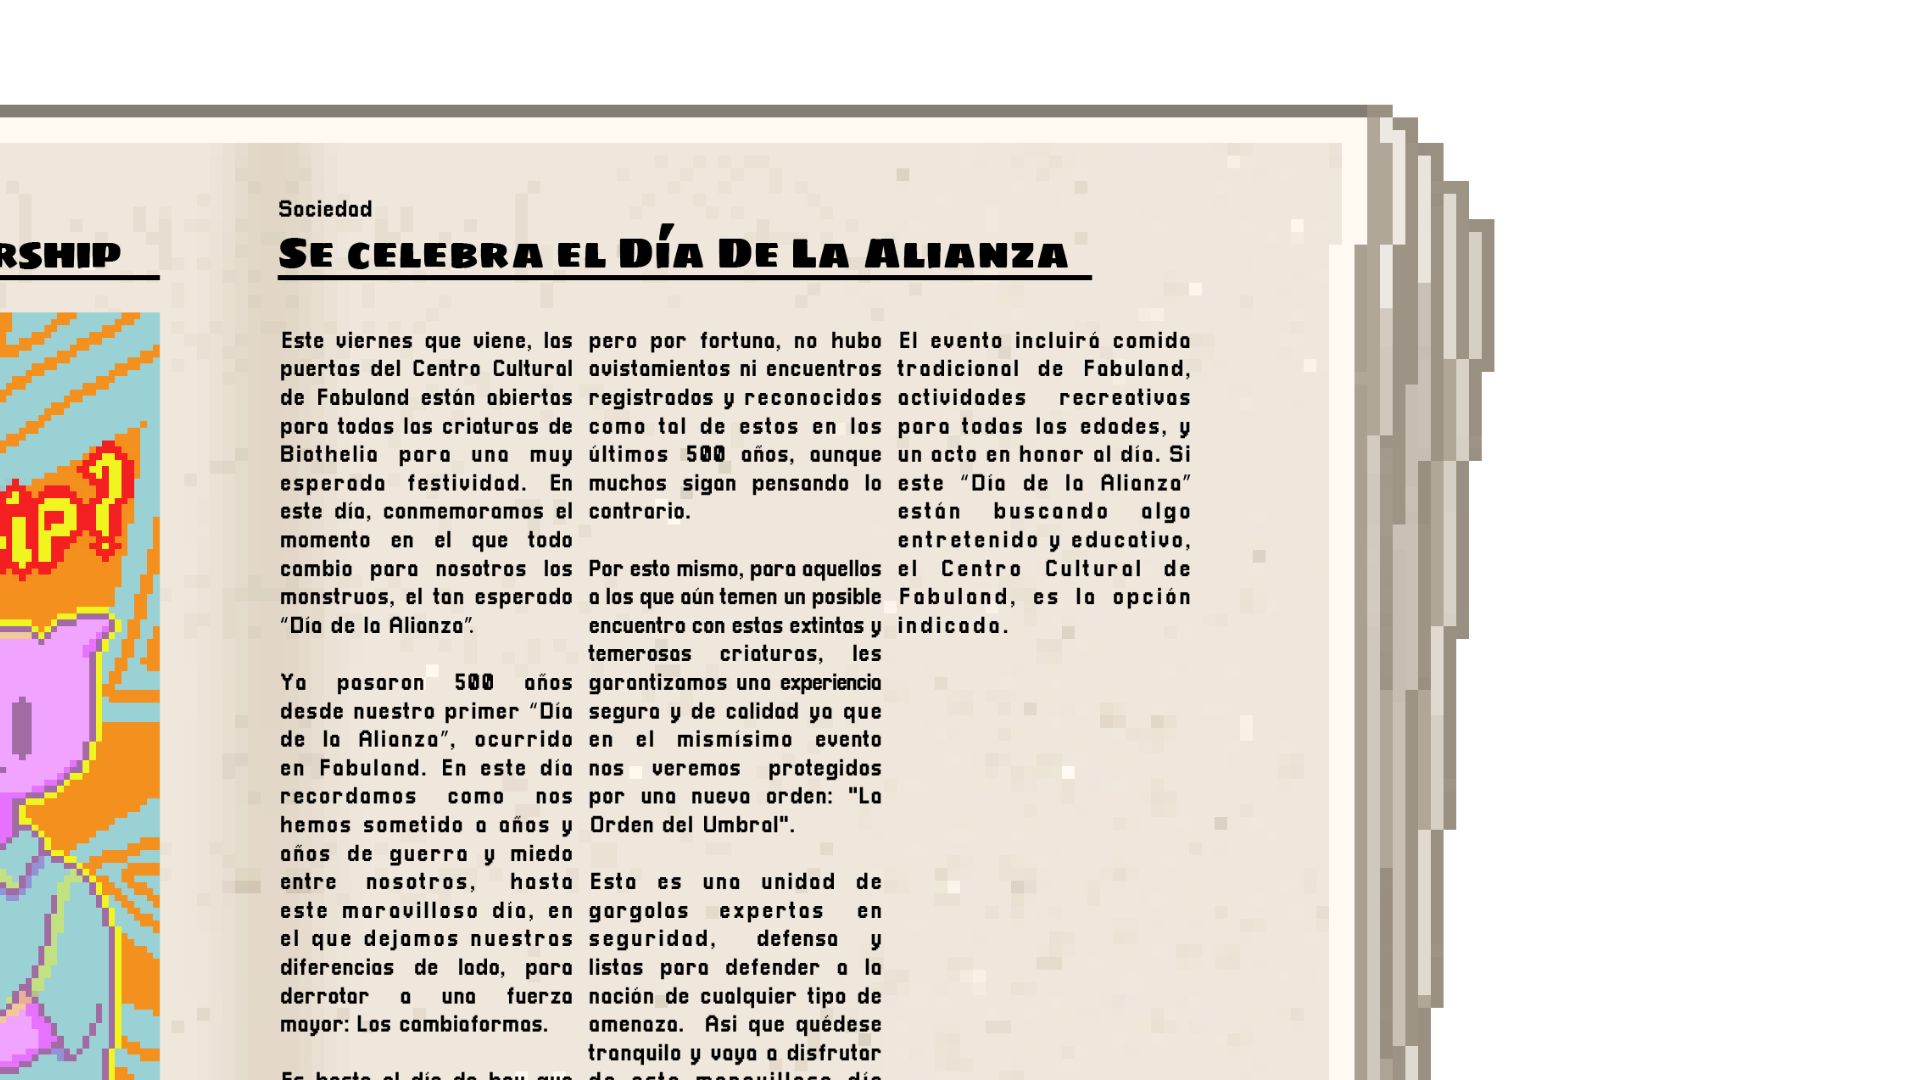 RSHIP
IP?
Sociedad
Se celebra el Día De La Alianza
Este viernes que viene, las
puertas del Centro Cultural
de Fabuland están abiertas
para todas las criaturas de
Biothelia para una muy
esperada festividad. En
este día, conmemoramos el
momento en el que todo
cambio para nosotros los
monstruos, el tan esperado
“Día de la Alianza”.
Ya pasaron 500 años
desde nuestro primer “Día
de la Alianza”, ocurrido
en Fabuland. En este día
recordamos como nos
hemos sometido a años y
años de guerra y miedo
entre nosotros, hasta
este maravilloso día, en
el que dejamos nuestras
diferencias de lado, para
derrotar a una fuerza
mayor: Los cambiaformas.
Es hasta el día de hoy que
pero por fortuna, no hubo
avistamientos ni encuentros
registrados y reconocidos
como tal de estos en los
últimos 500 años, aunque
muchos sigan pensando lo
contrario.
Por esto mismo, para aquellos
a los que aún temen un posible
encuentro con estas extintas y
temerosas criaturas, les
garantizamos una experiencia
segura y de calidad ya que
en el mismísimo evento
nos veremos protegidos
por una nueva orden: "La
Orden del Umbral".
Esta es una unidad de
gargolas expertas en
seguridad, defensa y
listas para defender a la
nación de cualquier tipo de
amenaza. Asi que quédese
tranquilo y vaya a disfrutar
de este maravilloso día
El evento incluirá comida
tradicional de Fabuland,
actividades recreativas
para todas las edades, y
un acto en honor al día. Si
este “Día de la Alianza”
están buscando algo
entretenido y educativo,
el Centro Cultural de
Fabuland, es la opción
indicada.